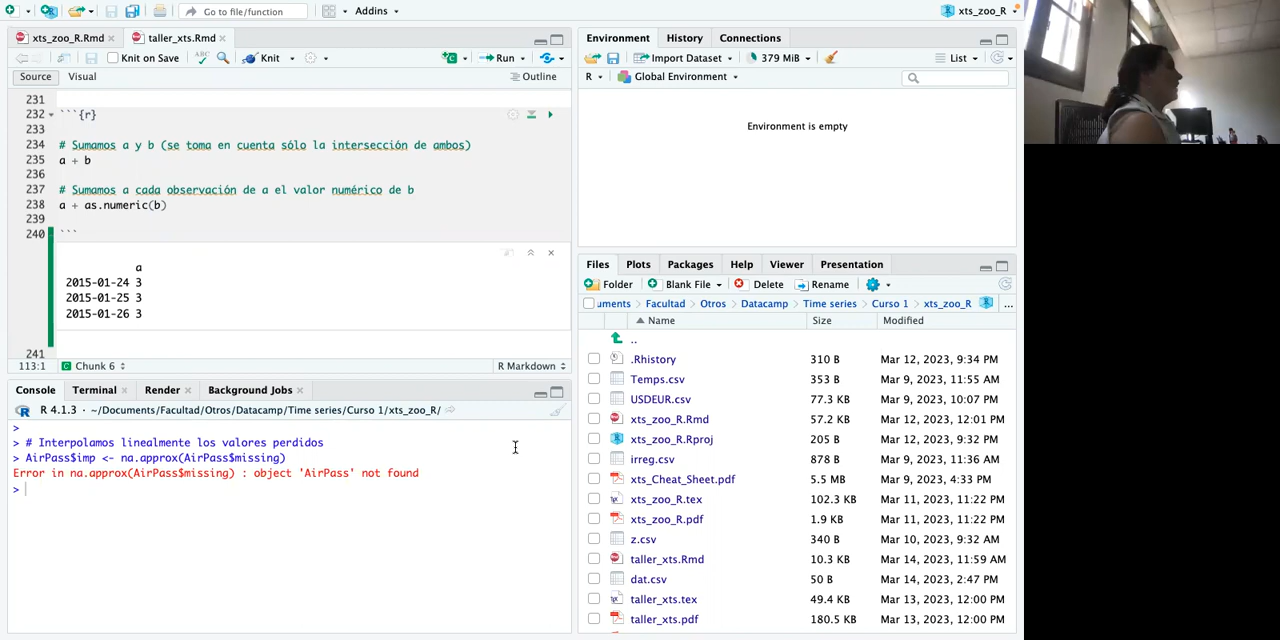 Go to file/function
Addins
xts_zoo_R
xts_zoo_R.Rmd
taller_xts.Rmd
Knit on Save
ABC
Knit
Run
Source
Visual
Outline
231
232 ```{r}
233
234 # Sumamos a y b (se toma en cuenta sólo la intersección de ambos)
235 a + b
236
237 # Sumamos a cada observación de a el valor numérico de b
238 a + as.numeric(b)
239
240 ```
a
2015-01-24 3
2015-01-25 3
2015-01-26 3
241
113:1
Chunk 6
R Markdown
Console
Terminal
Render
Background Jobs
R 4.1.3 · ~/Documents/Facultad/Otros/Datacamp/Time series/Curso 1/xts_zoo_R/
>
> # Interpolamos linealmente los valores perdidos
> AirPass$imp <- na.approx(AirPass$missing)
Error in na.approx(AirPass$missing) : object 'AirPass' not found
>
Environment
History
Connections
Import Dataset
379 MiB
List
R
Global Environment
Environment is empty
Files
Plots
Packages
Help
Viewer
Presentation
Folder
Blank File
Delete
Rename
uments > Facultad > Otros > Datacamp > Time series > Curso 1 > xts_zoo_R
...
Name Size Modified
..
.Rhistory 310 B Mar 12, 2023, 9:34 PM
Temps.csv 353 B Mar 9, 2023, 11:55 AM
USDEUR.csv 77.3 KB Mar 9, 2023, 10:07 PM
xts_zoo_R.Rmd 57.2 KB Mar 12, 2023, 12:01 PM
xts_zoo_R.Rproj 205 B Mar 12, 2023, 9:32 PM
irreg.csv 878 B Mar 9, 2023, 11:36 AM
xts_Cheat_Sheet.pdf 5.5 MB Mar 9, 2023, 4:33 PM
xts_zoo_R.tex 102.3 KB Mar 11, 2023, 11:22 PM
xts_zoo_R.pdf 1.9 KB Mar 11, 2023, 11:22 PM
z.csv 340 B Mar 10, 2023, 9:32 AM
taller_xts.Rmd 10.3 KB Mar 14, 2023, 11:59 AM
dat.csv 50 B Mar 14, 2023, 2:47 PM
taller_xts.tex 49.4 KB Mar 13, 2023, 12:00 PM
taller_xts.pdf 180.5 KB Mar 13, 2023, 12:00 PM